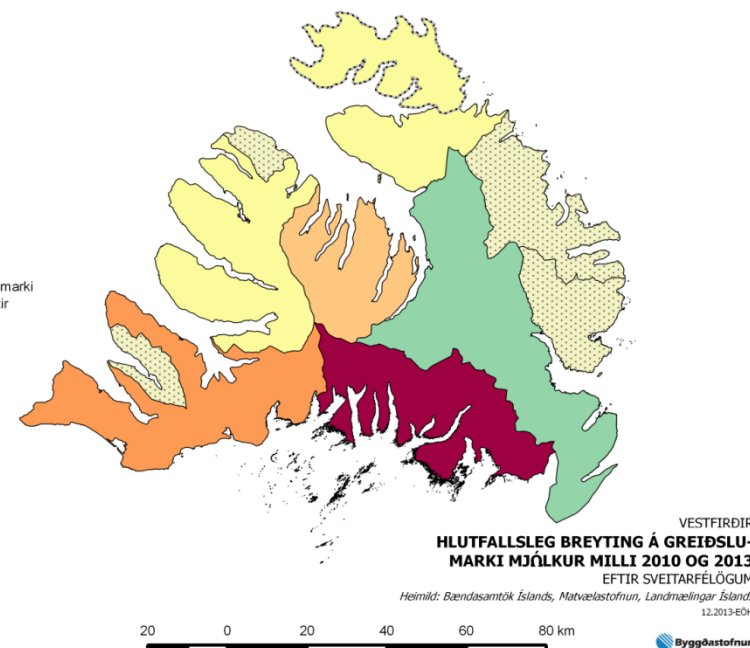 marki
ir
VESTFIRÐIR
HLUTFALLSLEG BREYTING Á GREIÐSLU-
MARKI MJÓLKUR MILLI 2010 OG 2013
EFTIR SVEITARFÉLÖGUM
Heimild: Bændasamtök Íslands, Matvælastofnun, Landmælingar Íslands
12.2013-EÖH
20 0 20 40 60 80 km
Byggðastofnun